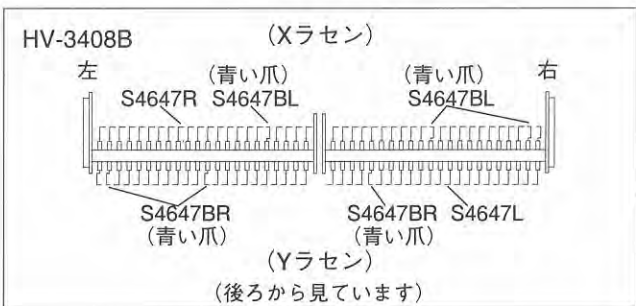 HV-3408B
(Xラセン)
左
右
(青い爪)
(青い爪)
S4647R S4647BL
S4647BL
S4647BR
(青い爪)
S4647BR S4647L
(青い爪)
(Yラセン)
(後ろから見ています)